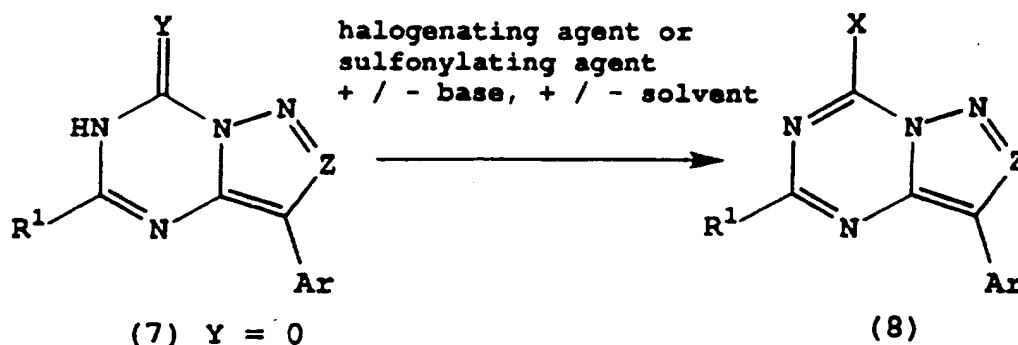 Y
halogenating agent or
sulfonylating agent
+ / - base, + / - solvent
X
HN
N
N
Z
N
R¹
Ar
N
N
N
Z
N
R¹
Ar
(7) Y = O
(8)